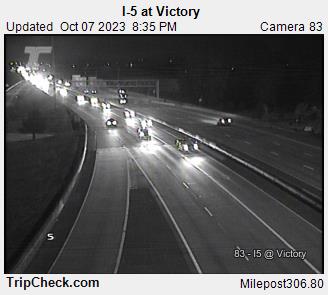 I-5 at Victory
Updated Oct 07 2023 8:35 PM Camera 83
S
83 - I5 @ Victory
TripCheck.com Milepost306.80